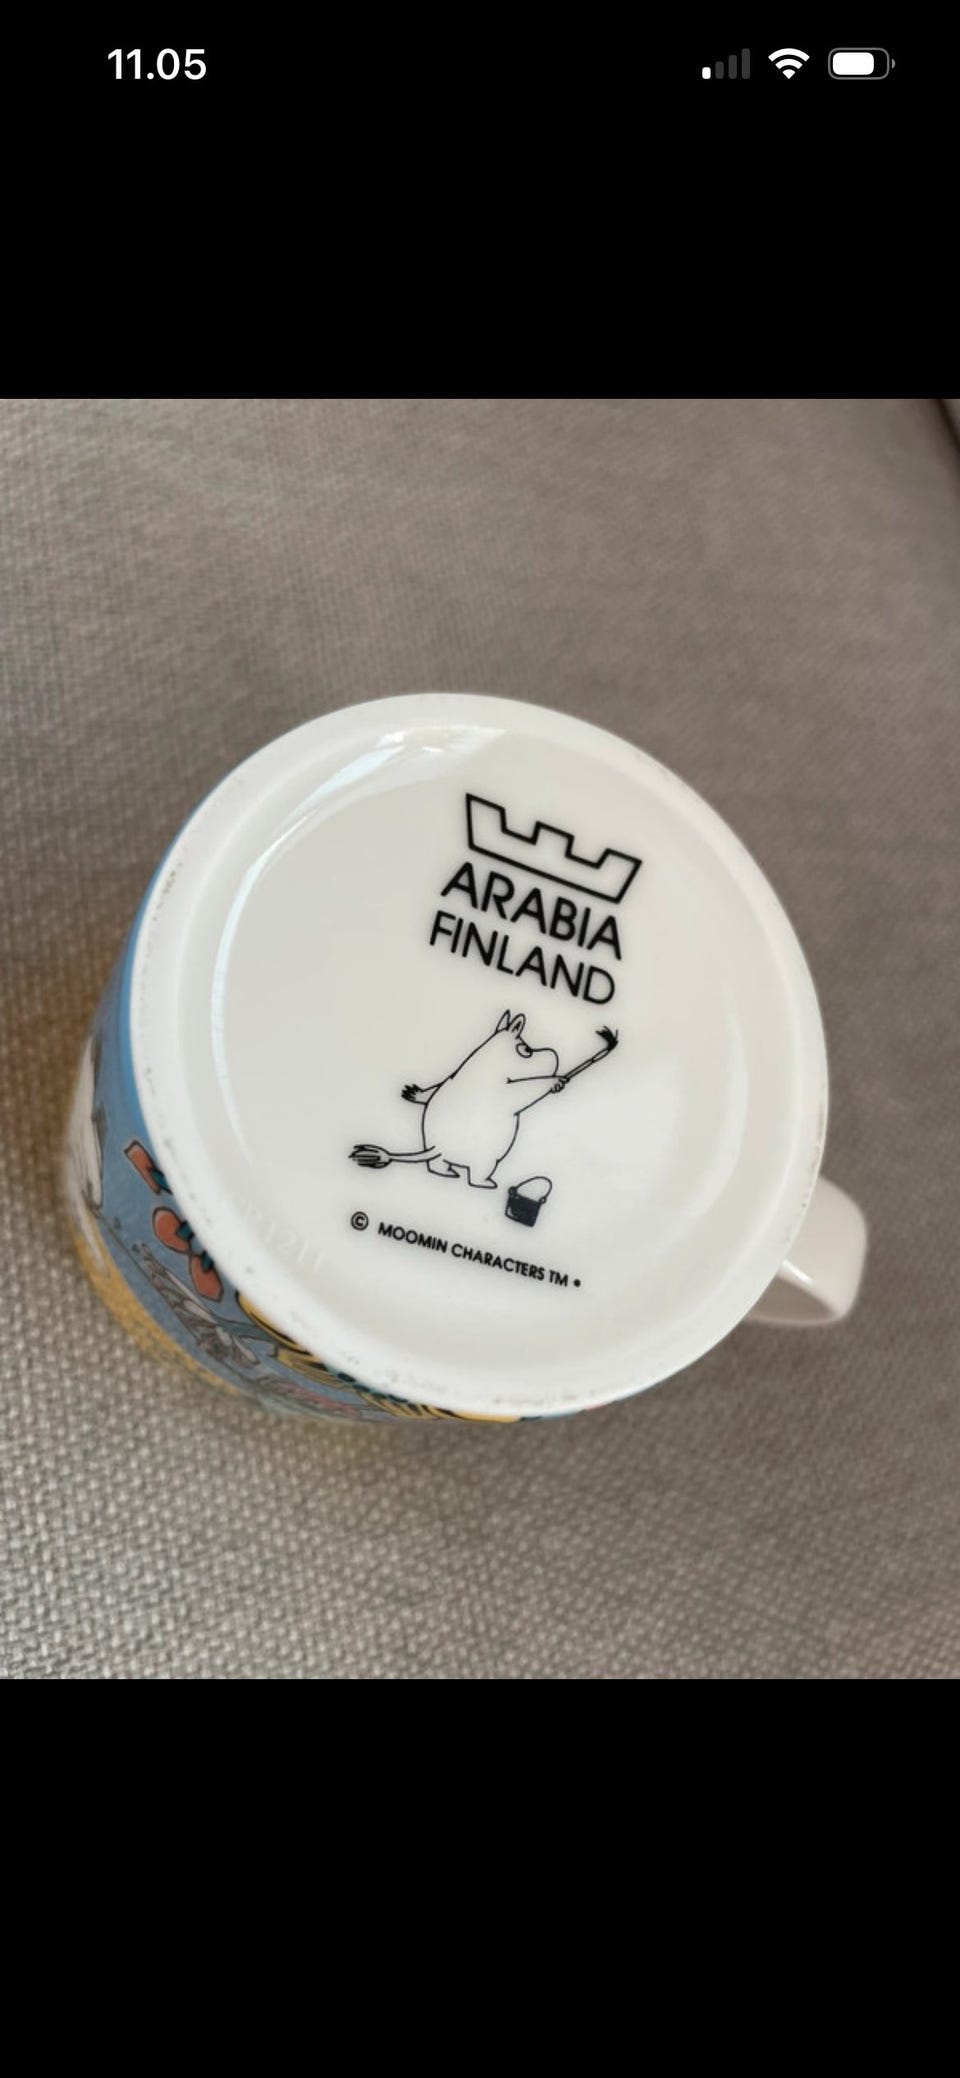 11.05
ARABIA
FINLAND
© MOOMIN CHARACTERS TM •